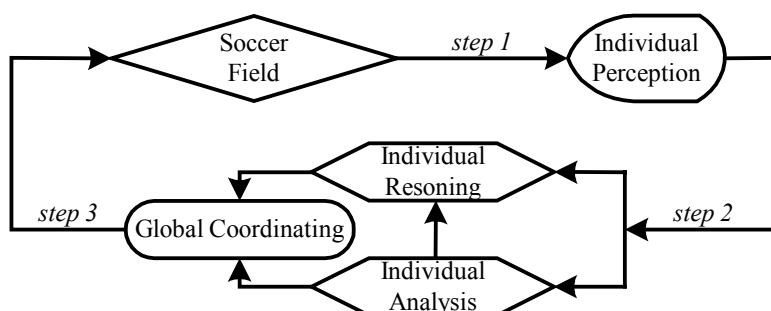 Soccer
Field
step 1
Individual
Perception
Individual
Resoning
step 2
step 3
Global Coordinating
Individual
Analysis